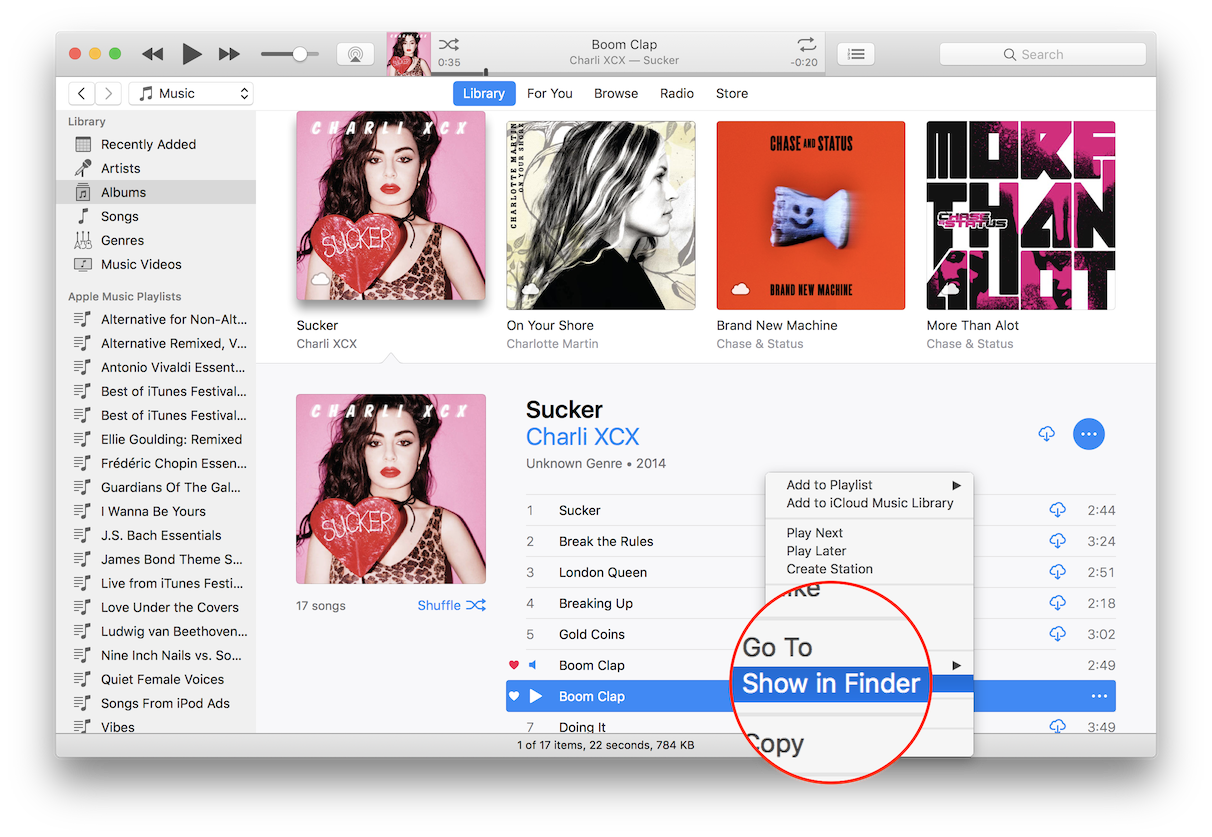 Boom Clap
Charli XCX — Sucker
0:35
-0:20
Search
Music
Library
For You
Browse
Radio
Store
Library
Recently Added
Artists
Albums
Songs
Genres
Music Videos
Apple Music Playlists
Alternative for Non-Alt...
Alternative Remixed, V...
Antonio Vivaldi Essent...
Best of iTunes Festival...
Best of iTunes Festival...
Ellie Goulding: Remixed
Frédéric Chopin Essen...
Guardians Of The Gal...
I Wanna Be Yours
J.S. Bach Essentials
James Bond Theme S...
Live from iTunes Festi...
Love Under the Covers
Ludwig van Beethoven...
Nine Inch Nails vs. So...
Quiet Female Voices
Songs From iPod Ads
Vibes
CHARLI XCX
SUCKER
Sucker
Charli XCX
CHARLOTTE MARTIN
ON YOUR SHORE
On Your Shore
Charlotte Martin
CHASE AND STATUS
BRAND NEW MACHINE
Brand New Machine
Chase & Status
MORE
THAN
ALOT
CHASE & STATUS
More Than Alot
Chase & Status
CHARLI XCX
SUCKER
17 songs
Shuffle
Sucker
Charli XCX
Unknown Genre • 2014
1 Sucker 2:44
2 Break the Rules 3:24
3 London Queen 2:51
4 Breaking Up 2:18
5 Gold Coins 3:02
Boom Clap 2:49
Boom Clap
7 Doing It 3:49
Add to Playlist
Add to iCloud Music Library
Play Next
Play Later
Create Station
Go To
Show in Finder
Copy
1 of 17 items, 22 seconds, 784 KB